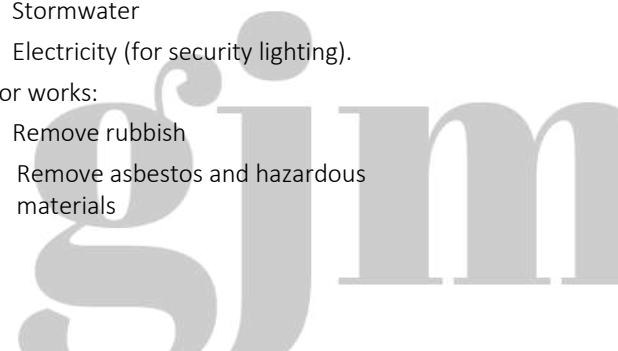 Stormwater
Electricity (for security lighting).
or works:
Remove rubbish
Remove asbestos and hazardous
materials
gjm